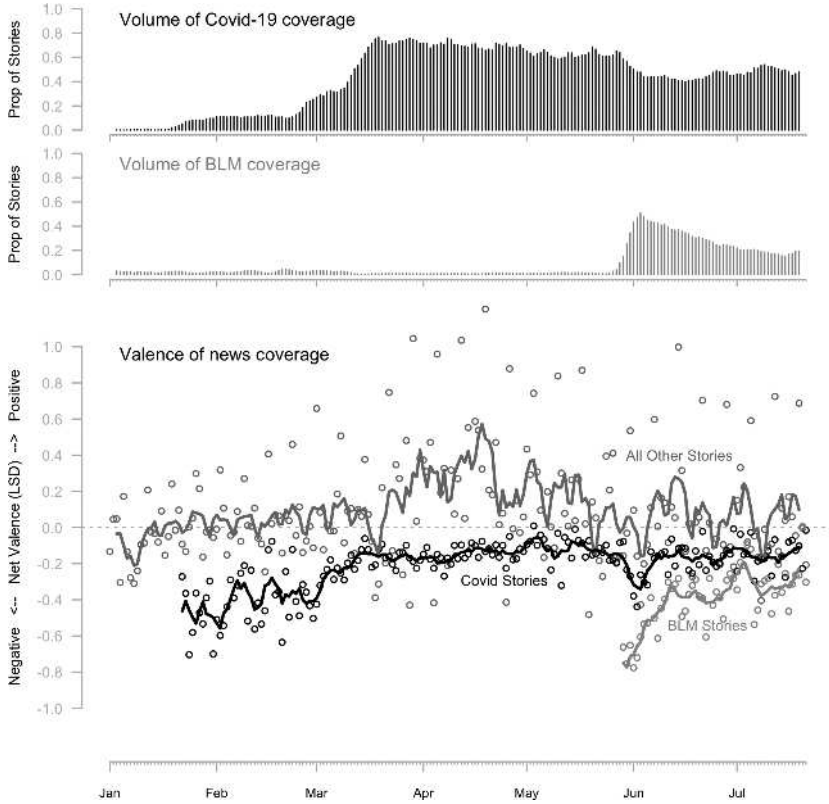 Volume of Covid-19 coverage
Prop of Stories
1.0
0.8
0.6
0.4
0.2
0.0
Volume of BLM coverage
Prop of Stories
1.0
0.8
0.6
0.4
0.2
0.0
Valence of news coverage
Negative <-- Net Valence (LSD) --> Positive
1.0
0.8
0.6
0.4
0.2
0.0
-0.2
-0.4
-0.6
-0.8
-1.0
All Other Stories
Covid Stories
BLM Stories
Jan Feb Mar Apr May Jun Jul